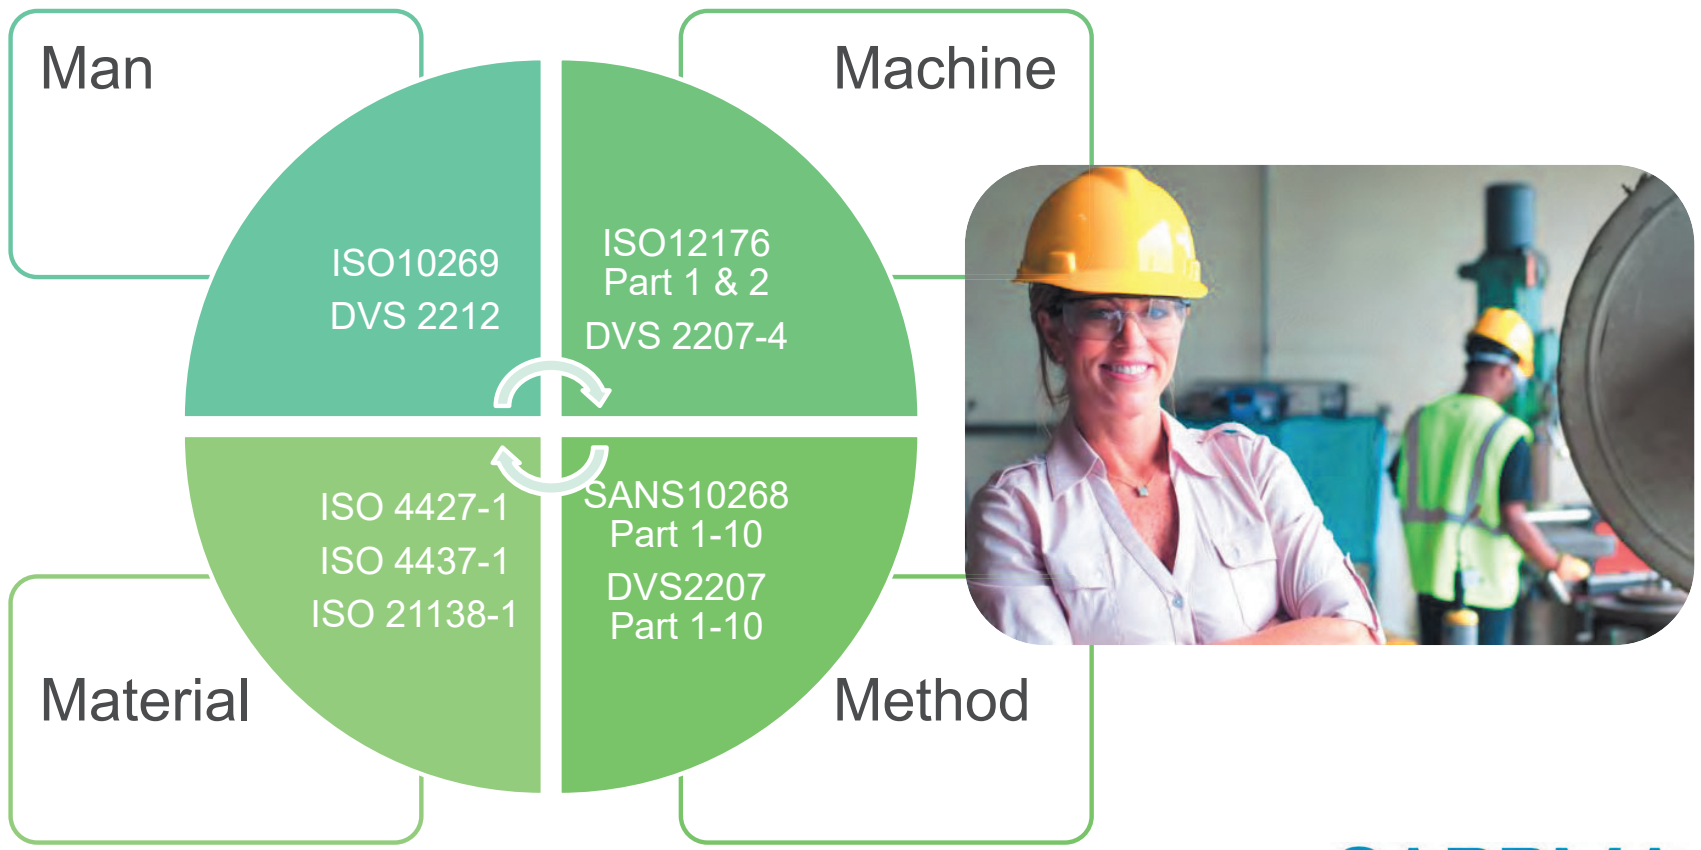 Man
Machine
ISO10269
DVS 2212
ISO12176
Part 1 & 2
DVS 2207-4
ISO 4427-1
ISO 4437-1
ISO 21138-1
SANS10268
Part 1-10
DVS2207
Part 1-10
Material
Method